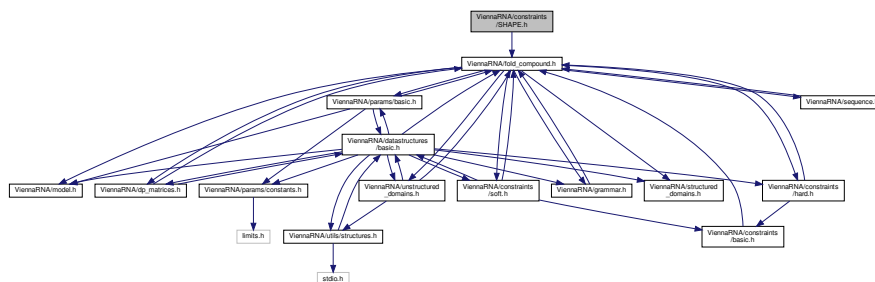 ViennaRNA/constraints
/SHAPE.h
ViennaRNA/fold_compound.h
ViennaRNA/params/basic.h
ViennaRNA/sequence.h
ViennaRNA/datastructures
/basic.h
ViennaRNA/model.h
ViennaRNA/dp_matrices.h
ViennaRNA/params/constants.h
ViennaRNA/unstructured
_domains.h
ViennaRNA/constraints
/soft.h
ViennaRNA/grammar.h
ViennaRNA/structured
_domains.h
ViennaRNA/constraints
/hard.h
limits.h
ViennaRNA/utils/structures.h
ViennaRNA/constraints
/basic.h
stdio.h